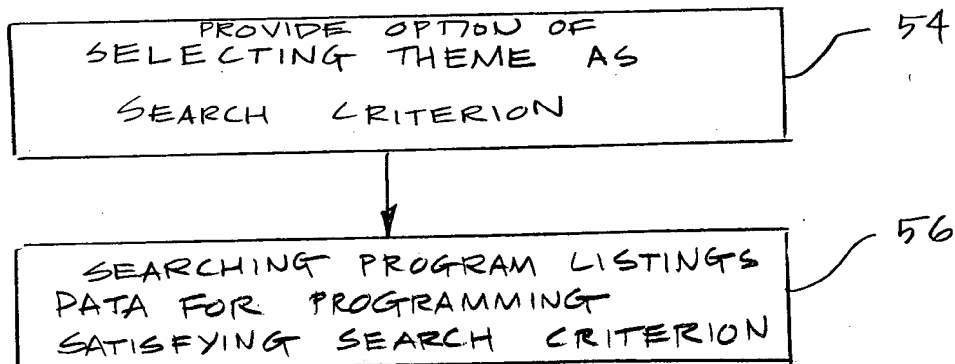 PROVIDE OPTION OF
SELECTING THEME AS
SEARCH CRITERION
54
SEARCHING PROGRAM LISTINGS
DATA FOR PROGRAMMING
SATISFYING SEARCH CRITERION
56